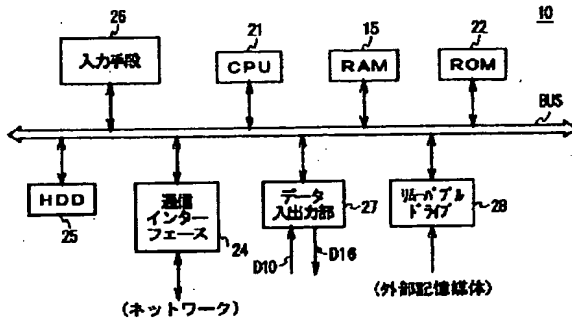 10
26
入力手段
21
CPU
15
RAM
22
ROM
BUS
HDD
25
通信
インター
フェース
24
データ
入出力部
27
D10
D16
リムーバブル
ドライブ
28
(ネットワーク)
(外部記憶媒体)